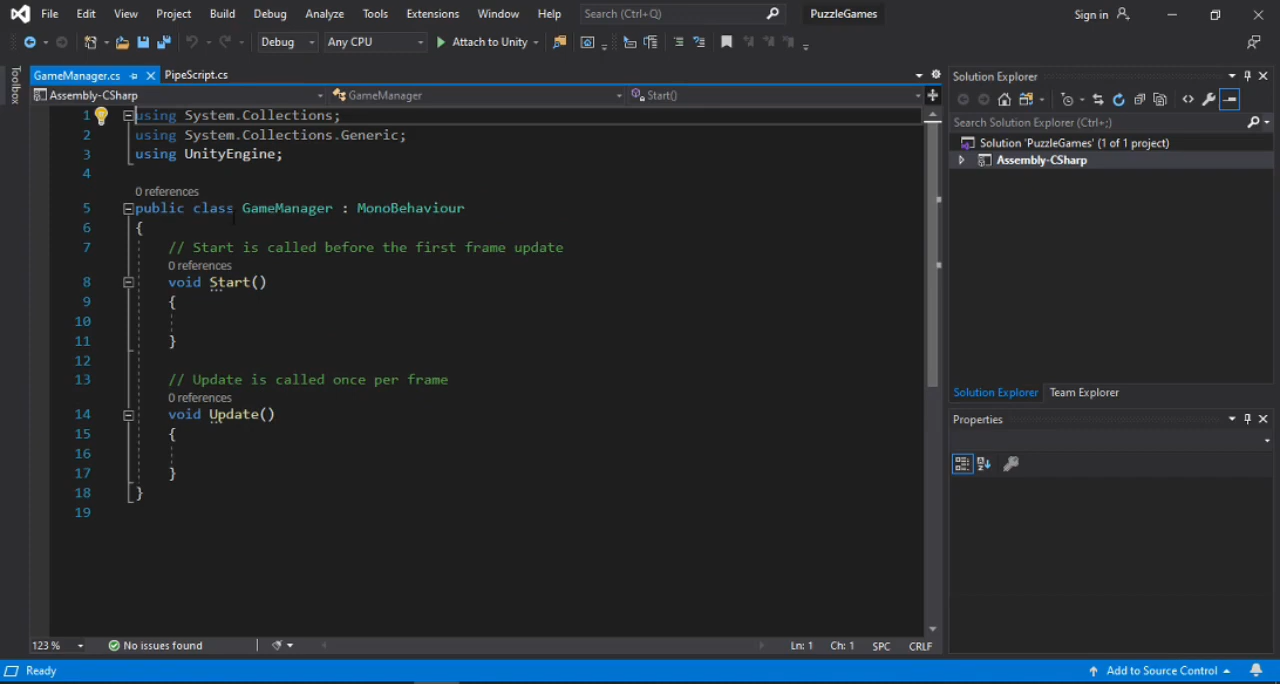 File Edit View Project Build Debug Analyze Tools Extensions Window Help Search (Ctrl+Q) PuzzleGames Sign in
Debug Any CPU Attach to Unity
Toolbox
GameManager.cs PipeScript.cs
Assembly-CSharp GameManager Start()
1 using System.Collections;
2 using System.Collections.Generic;
3 using UnityEngine;
4
0 references
5 public class GameManager : MonoBehaviour
6 {
7 // Start is called before the first frame update
0 references
8 void Start()
9 {
10
11 }
12
13 // Update is called once per frame
0 references
14 void Update()
15 {
16
17 }
18 }
19
123 % No issues found Ln: 1 Ch: 1 SPC CRLF
Solution Explorer
Search Solution Explorer (Ctrl+;)
Solution 'PuzzleGames' (1 of 1 project)
Assembly-CSharp
Solution Explorer Team Explorer
Properties
Ready Add to Source Control